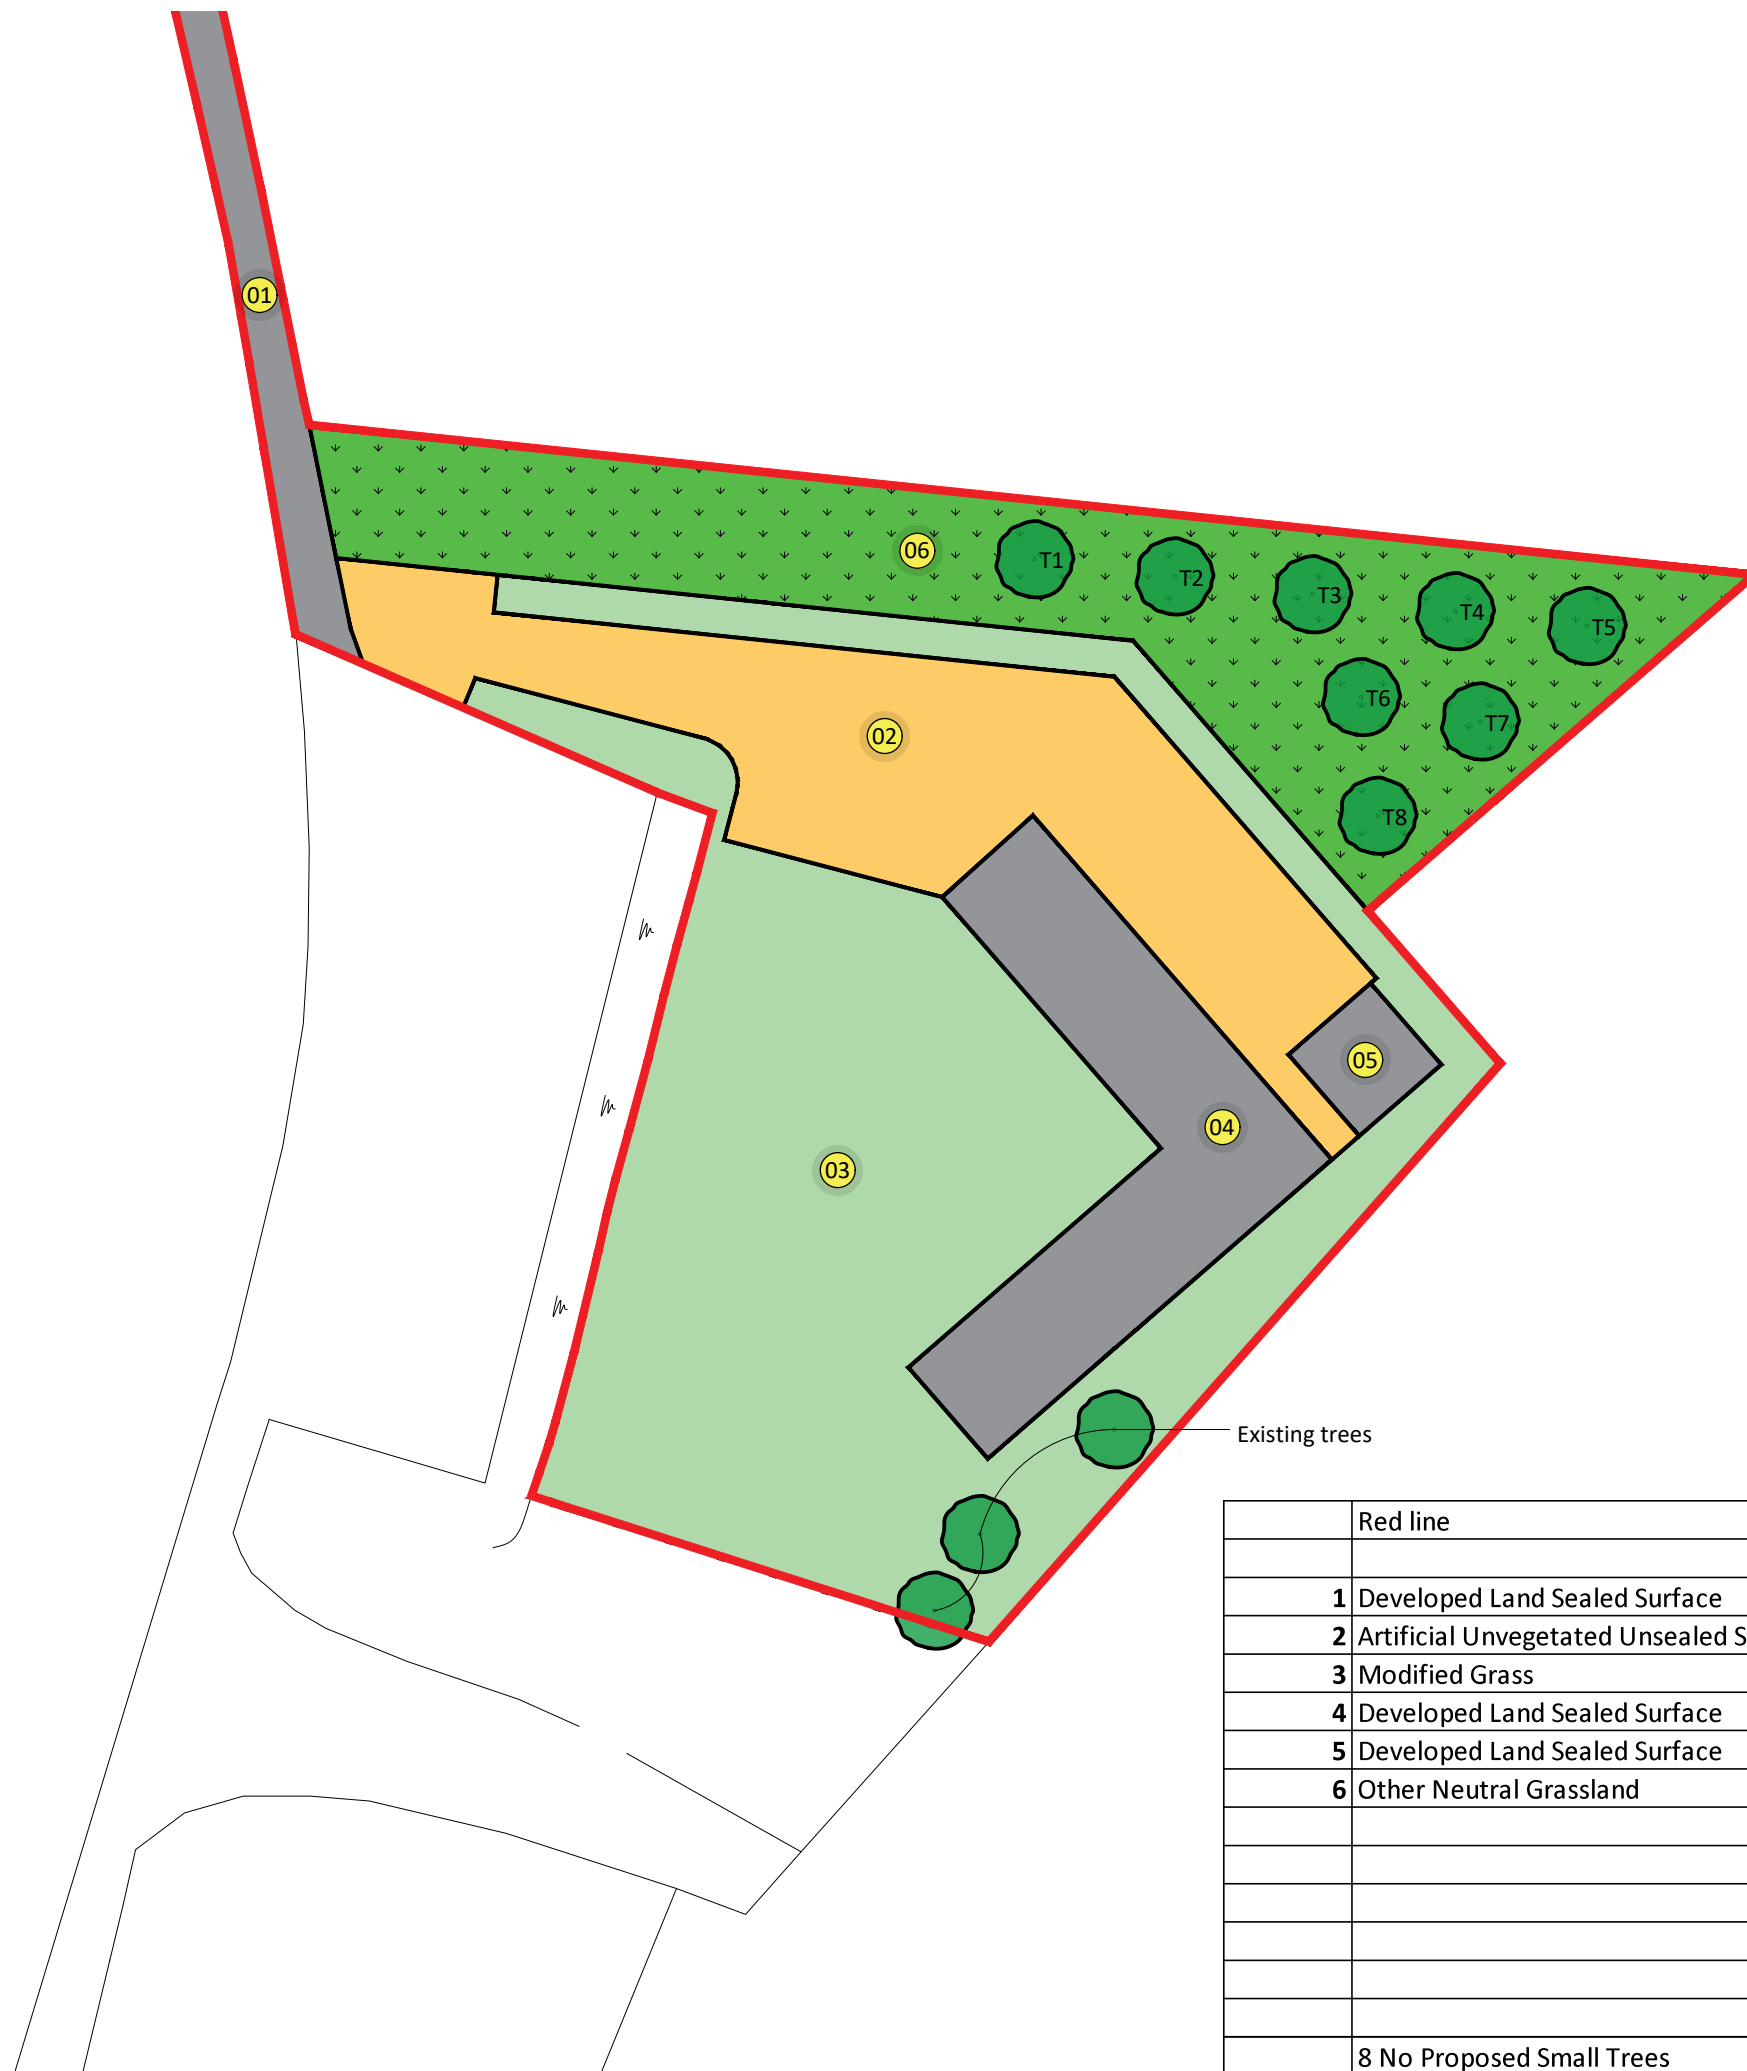 01
06
T1
T2
T3
T4
T5
T6
T7
T8
02
05
04
03
Existing trees
Red line
1 Developed Land Sealed Surface
2 Artificial Unvegetated Unsealed S
3 Modified Grass
4 Developed Land Sealed Surface
5 Developed Land Sealed Surface
6 Other Neutral Grassland
8 No Proposed Small Trees